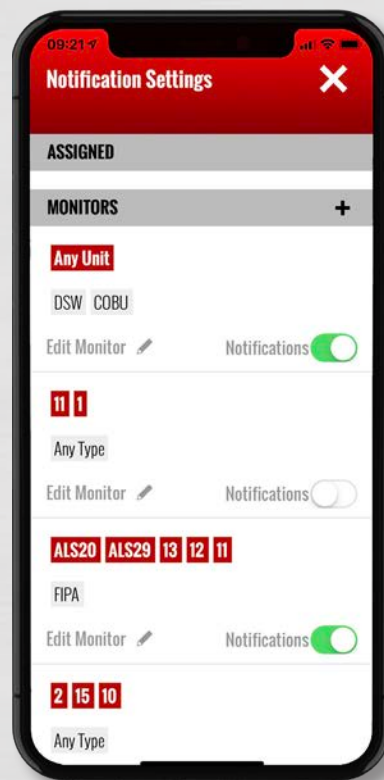 09:21
Notification Settings
ASSIGNED
MONITORS +
Any Unit
DSW COBU
Edit Monitor Notifications
11 1
Any Type
Edit Monitor Notifications
ALS20 ALS29 13 12 11
FIPA
Edit Monitor Notifications
2 15 10
Any Type